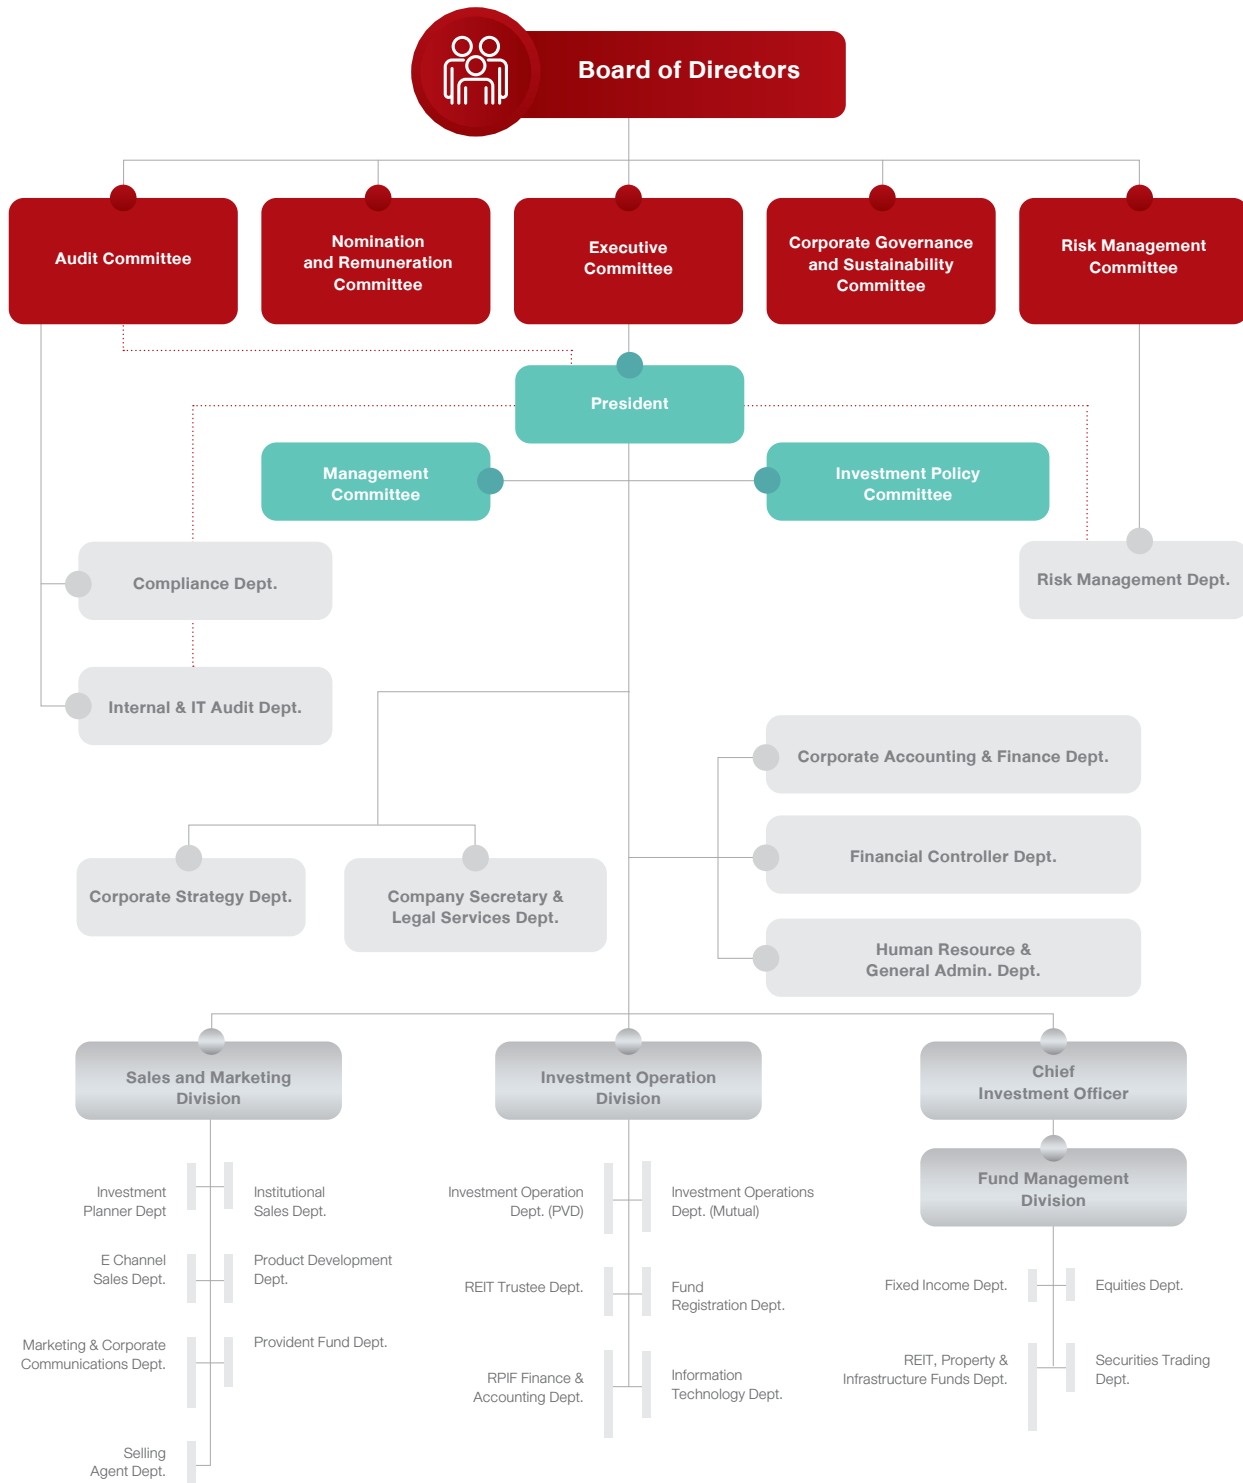 Board of Directors
Audit Committee
Nomination
and Remuneration
Committee
Executive
Committee
Corporate Governance
and Sustainability
Committee
Risk Management
Committee
President
Management
Committee
Investment Policy
Committee
Compliance Dept.
Risk Management Dept.
Internal & IT Audit Dept.
Corporate Accounting & Finance Dept.
Financial Controller Dept.
Corporate Strategy Dept.
Company Secretary &
Legal Services Dept.
Human Resource &
General Admin. Dept.
Sales and Marketing
Division
Investment Operation
Division
Chief
Investment Officer
Fund Management
Division
Investment
Planner Dept
Institutional
Sales Dept.
E Channel
Sales Dept.
Product Development
Dept.
Marketing & Corporate
Communications Dept.
Provident Fund Dept.
Selling
Agent Dept.
Investment Operation
Dept. (PVD)
Investment Operations
Dept. (Mutual)
REIT Trustee Dept.
Fund
Registration Dept.
RPIF Finance &
Accounting Dept.
Information
Technology Dept.
Fixed Income Dept.
Equities Dept.
REIT, Property &
Infrastructure Funds Dept.
Securities Trading
Dept.